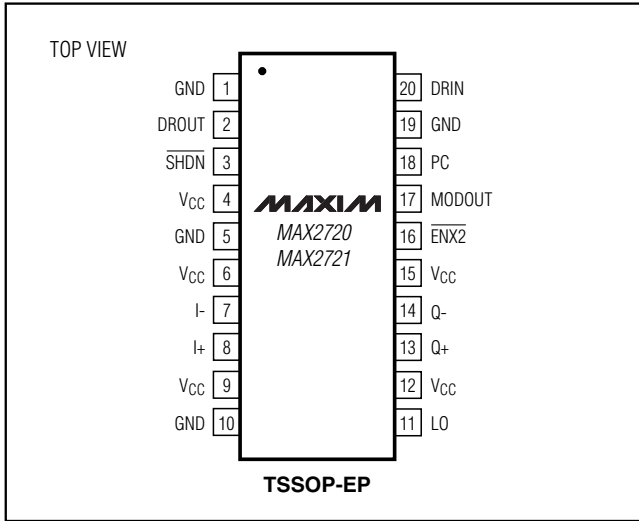 TOP VIEW
GND 1
DROUT 2
S̅H̅D̅N̅ 3
VCC 4
GND 5
VCC 6
I- 7
I+ 8
VCC 9
GND 10
MAXIM
MAX2720
MAX2721
20 DRIN
19 GND
18 PC
17 MODOUT
16 E̅N̅X̅2̅
15 VCC
14 Q-
13 Q+
12 VCC
11 LO
TSSOP-EP